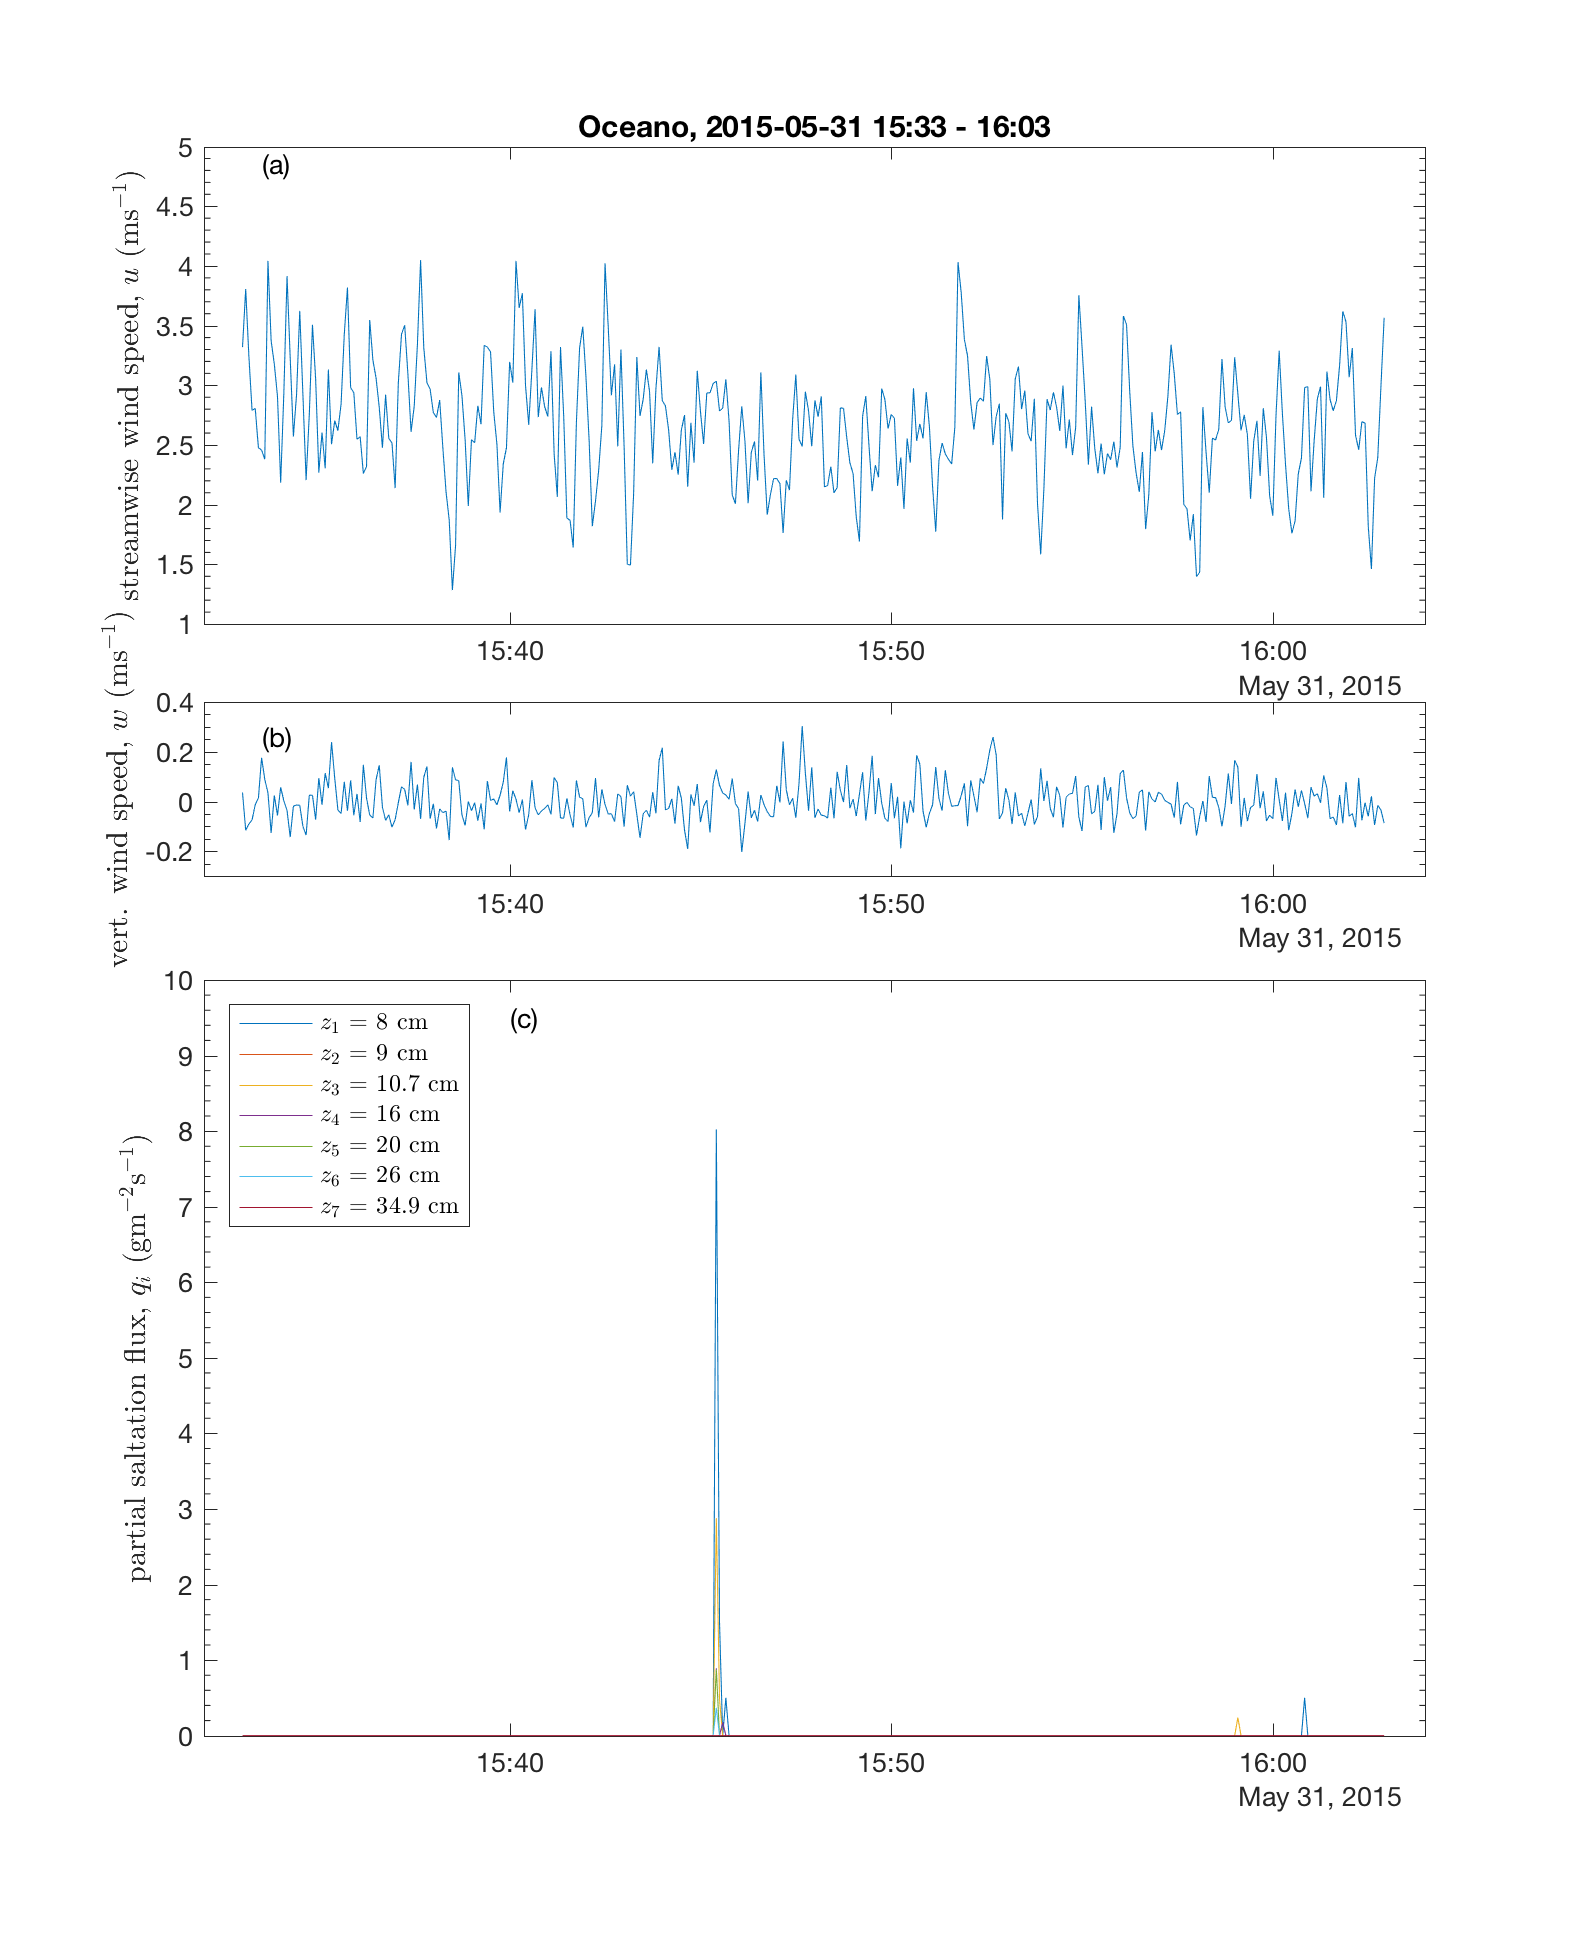 Oceano, 2015-05-31 15:33 - 16:03
(a)
streamwise wind speed, u (ms⁻¹)
5
4.5
4
3.5
3
2.5
2
1.5
1
15:40 15:50 16:00
May 31, 2015
(b)
vert. wind speed, w (ms⁻¹)
0.4
0.2
0
-0.2
15:40 15:50 16:00
May 31, 2015
(c)
partial saltation flux, qᵢ (gm⁻²s⁻¹)
10
9
8
7
6
5
4
3
2
1
0
z₁ = 8 cm
z₂ = 9 cm
z₃ = 10.7 cm
z₄ = 16 cm
z₅ = 20 cm
z₆ = 26 cm
z₇ = 34.9 cm
15:40 15:50 16:00
May 31, 2015